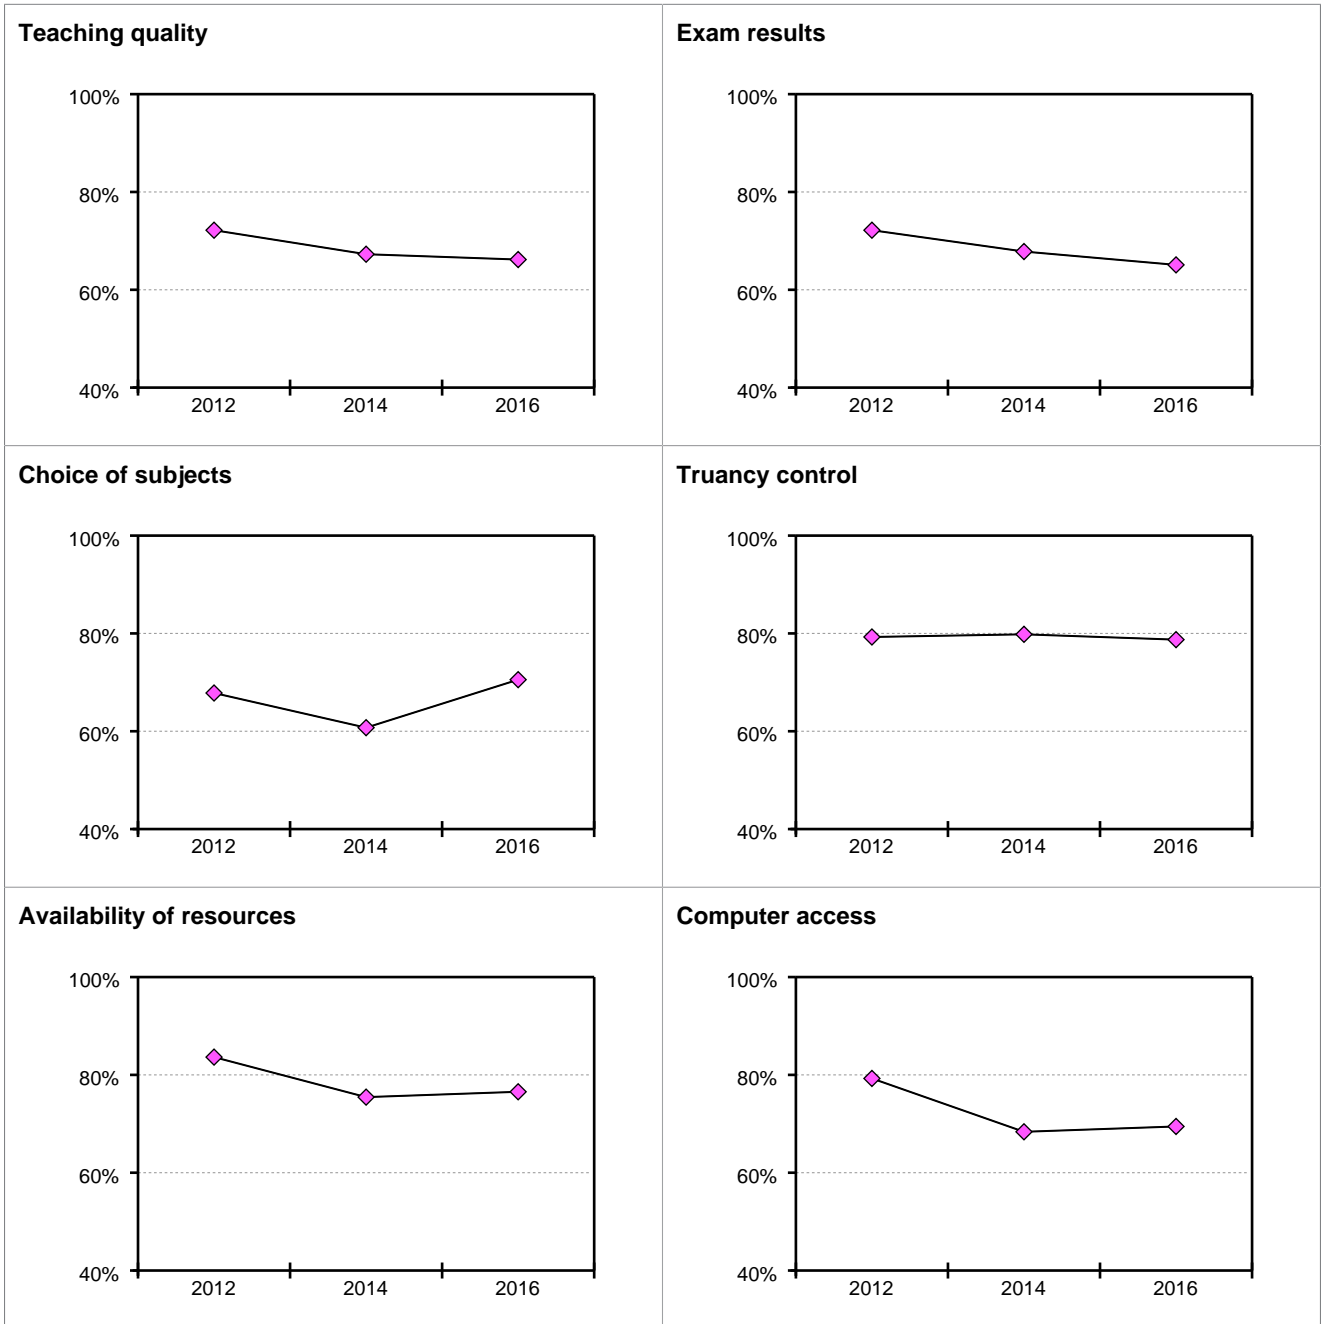 Teaching quality
100%
80%
60%
40%
2012 2014 2016
Exam results
100%
80%
60%
40%
2012 2014 2016
Choice of subjects
100%
80%
60%
40%
2012 2014 2016
Truancy control
100%
80%
60%
40%
2012 2014 2016
Availability of resources
100%
80%
60%
40%
2012 2014 2016
Computer access
100%
80%
60%
40%
2012 2014 2016